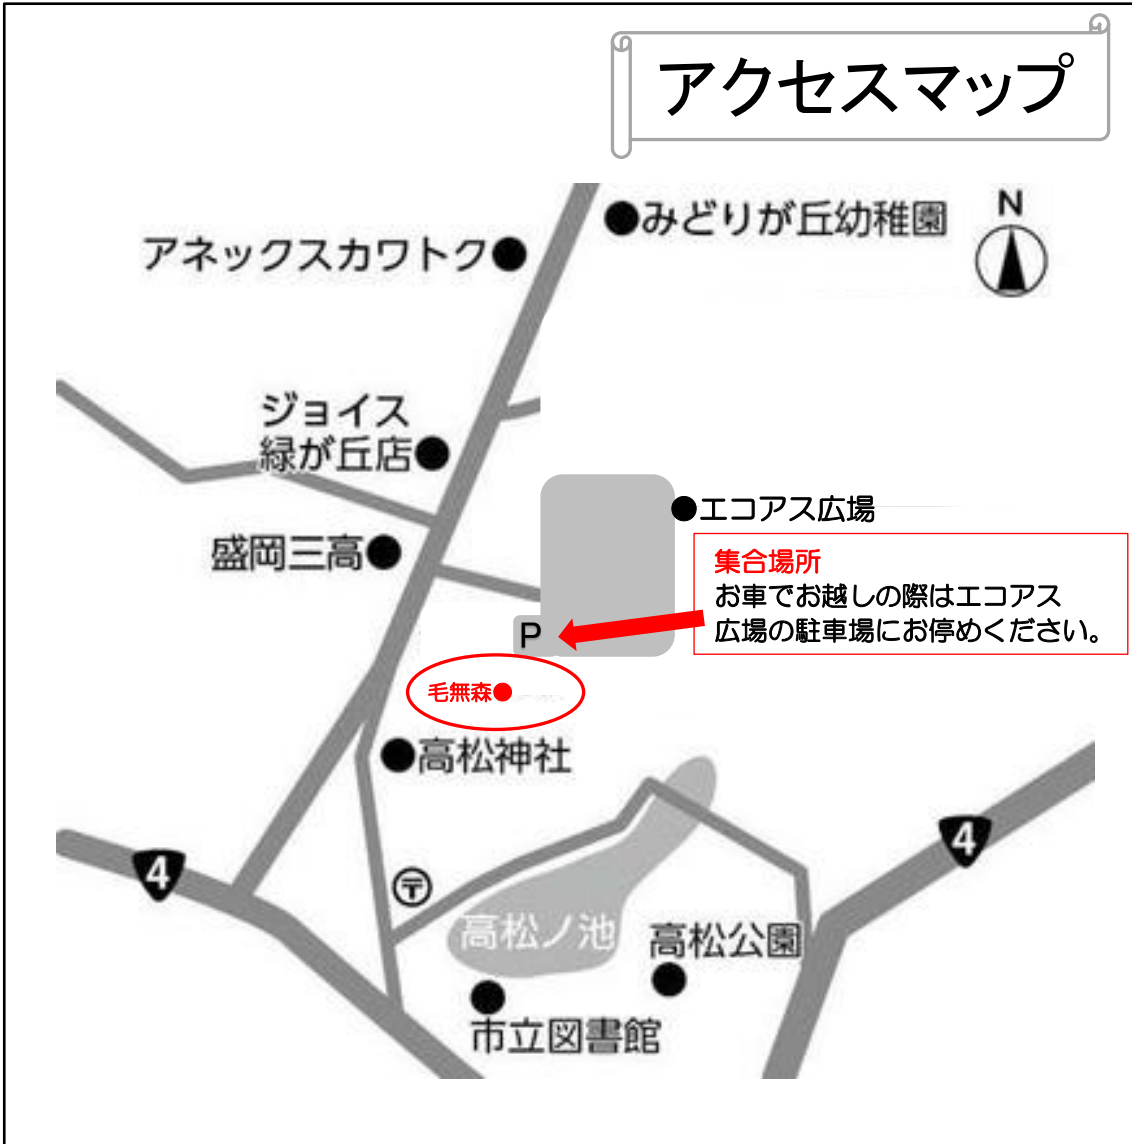 アクセスマップ
みどりが丘幼稚園
N
アネックスカワトク
ジョイス
緑が丘店
エコアス広場
盛岡三高
集合場所
お車でお越しの際はエコアス
広場の駐車場にお停めください。
P
毛無森
高松神社
4
4
〒
高松ノ池
高松公園
市立図書館